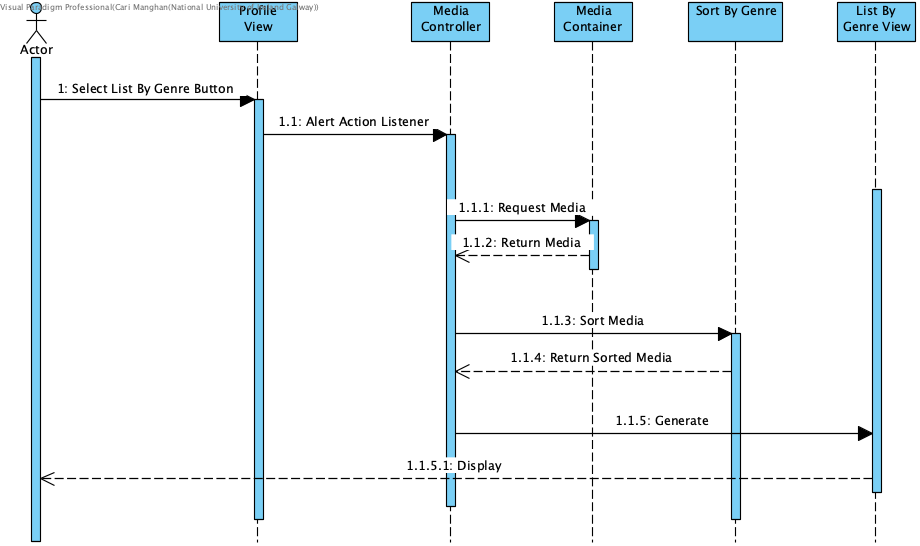 Visual Paradigm Professional(Cari Manghan(National University of Ireland Galway))
Profile
View
Media
Controller
Media
Container
Sort By Genre
List By
Genre View
Actor
1: Select List By Genre Button
1.1: Alert Action Listener
1.1.1: Request Media
1.1.2: Return Media
1.1.3: Sort Media
1.1.4: Return Sorted Media
1.1.5: Generate
1.1.5.1: Display